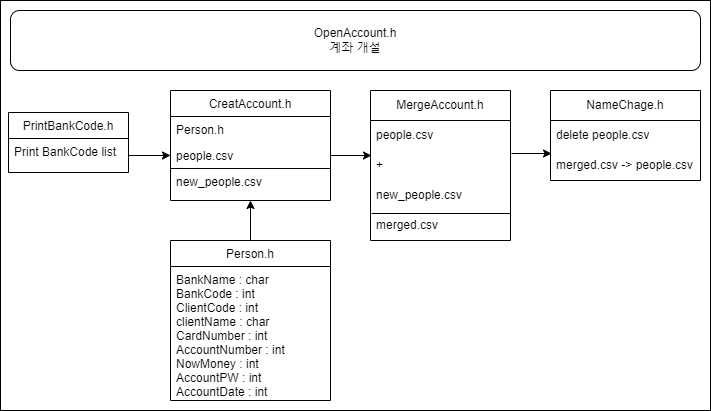 OpenAccount.h
계좌 개설
PrintBankCode.h
Print BankCode list
CreatAccount.h
Person.h
people.csv
new_people.csv
MergeAccount.h
people.csv
+
new_people.csv
merged.csv
NameChage.h
delete people.csv
merged.csv -> people.csv
Person.h
BankName : char
BankCode : int
ClientCode : int
clientName : char
CardNumber : int
AccountNumber : int
NowMoney : int
AccountPW : int
AccountDate : int